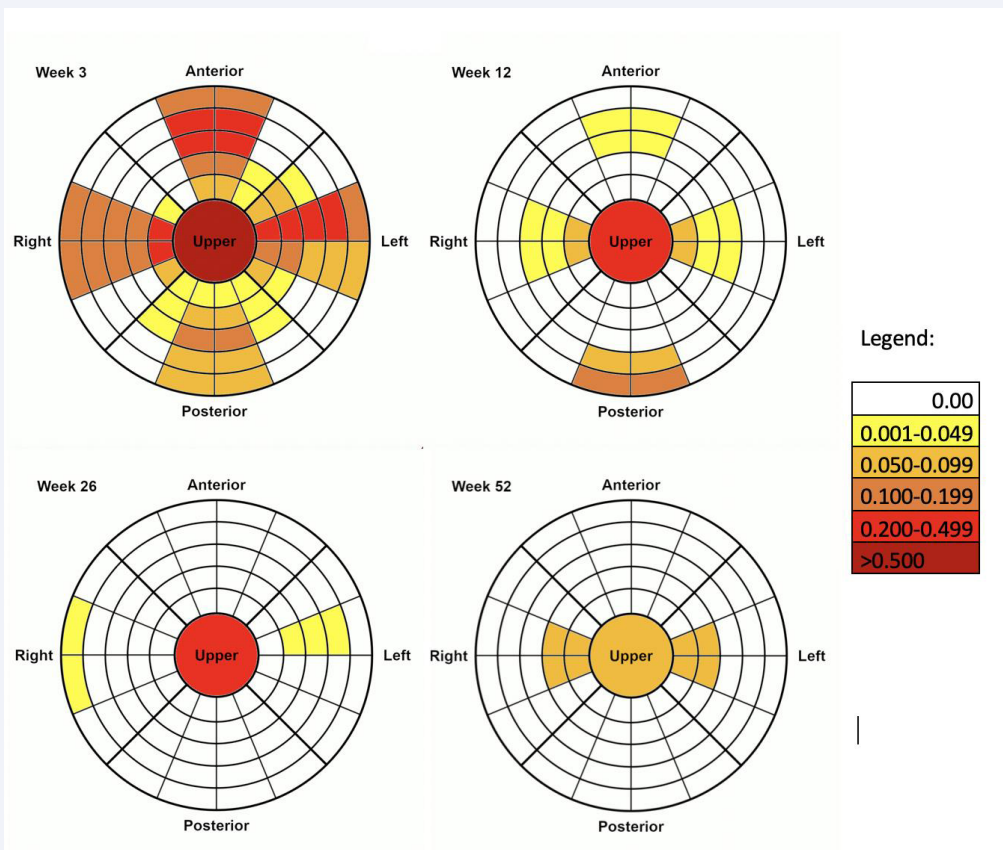 Week 3
Anterior
Right
Upper
Left
Posterior
Week 12
Anterior
Right
Upper
Left
Posterior
Legend:
0.00
0.001-0.049
0.050-0.099
0.100-0.199
0.200-0.499
>0.500
Week 26
Anterior
Right
Upper
Left
Posterior
Week 52
Anterior
Right
Upper
Left
Posterior